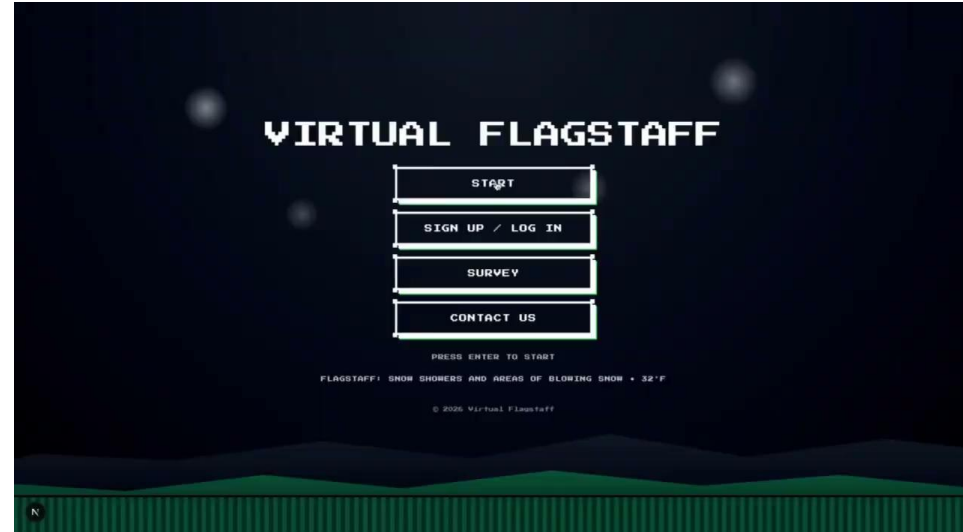 VIRTUAL FLAGSTAFF
START
SIGN UP / LOG IN
SURVEY
CONTACT US
PRESS ENTER TO START
FLAGSTAFF: SNOW SHOWERS AND AREAS OF BLOWING SNOW • 32°F
© 2026 Virtual Flagstaff
N